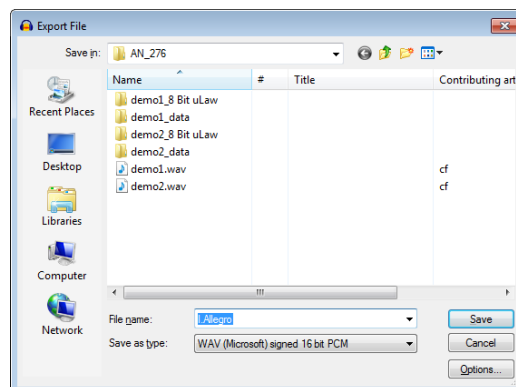 Export File
Save in: AN_276
Name # Title Contributing art
demo1_8 Bit uLaw
demo1_data
demo2_8 Bit uLaw
demo2_data
demo1.wav cf
demo2.wav cf
Recent Places
Desktop
Libraries
Computer
Network
File name: I.Allegro Save
Save as type: WAV (Microsoft) signed 16 bit PCM Cancel
Options...